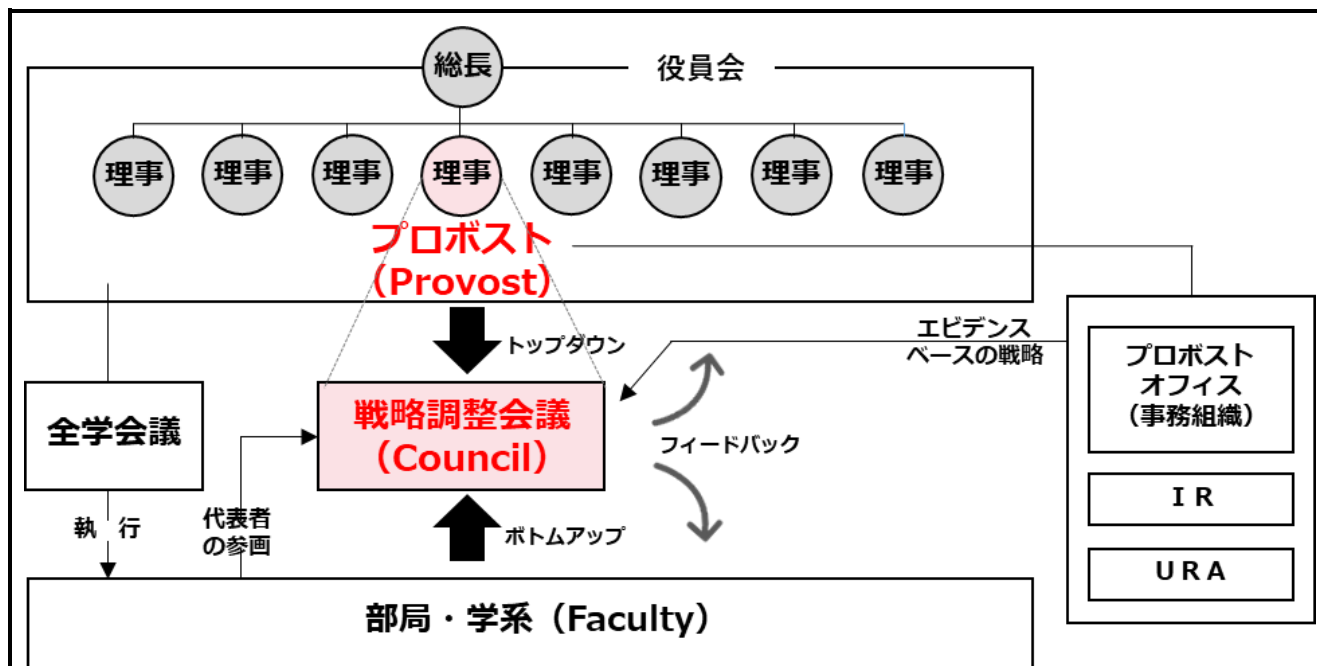 総長
役員会
理事
理事
理事
理事
理事
理事
理事
理事
プロボスト
（Provost）
トップダウン
エビデンス
ベースの戦略
プロボスト
オフィス
（事務組織）
ＩＲ
ＵＲＡ
全学会議
戦略調整会議
（Council）
フィードバック
執　行
代表者
の参画
ボトムアップ
部局・学系（Faculty）